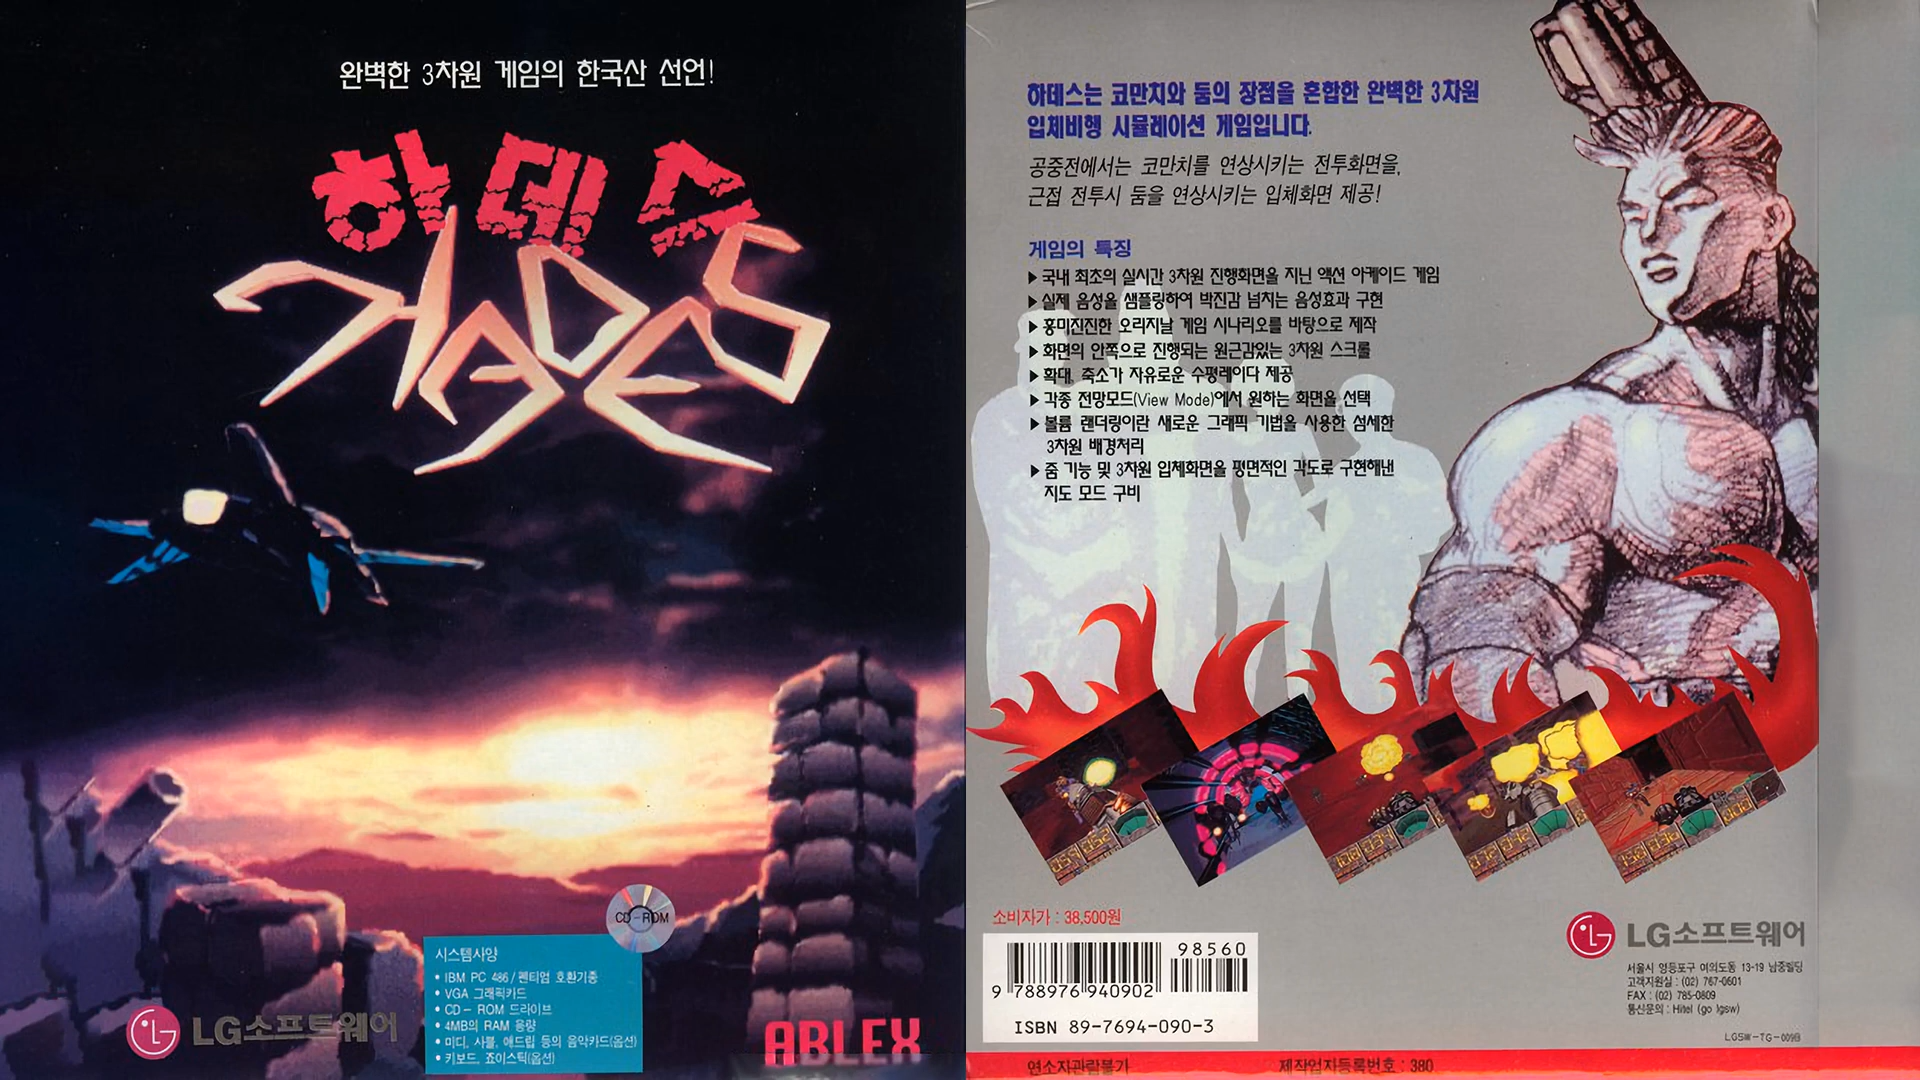 완벽한 3차원 게임의 한국산 선언!
하데스
HADES
CD-ROM
시스템사양
• IBM PC 486 / 펜티엄 호환기종
• VGA 그래픽카드
• CD - ROM 드라이브
• 4MB의 RAM 용량
• 미디, 사블, 애드립 등의 음악카드(옵션)
• 키보드, 죠이스틱(옵션)
LG소프트웨어
ABLEX
하데스는 코만치와 둠의 장점을 혼합한 완벽한 3차원
입체비행 시뮬레이션 게임입니다.
공중전에서는 코만치를 연상시키는 전투화면을,
근접 전투시 둠을 연상시키는 입체화면 제공!
게임의 특징
▶국내 최초의 실시간 3차원 진행화면을 지닌 액션 아케이드 게임
▶실제 음성을 샘플링하여 박진감 넘치는 음성효과 구현
▶흥미진진한 오리지날 게임 시나리오를 바탕으로 제작
▶화면의 안쪽으로 진행되는 원근감있는 3차원 스크롤
▶확대, 축소가 자유로운 수평레이다 제공
▶각종 전망모드(View Mode)에서 원하는 화면을 선택
▶볼륨 랜더링이란 새로운 그래픽 기법을 사용한 섬세한
3차원 배경처리
▶줌 기능 및 3차원 입체화면을 평면적인 각도로 구현해낸
지도 모드 구비
소비자가 : 38,500원
98560
9 788976 940902
ISBN 89-7694-090-3
LG소프트웨어
서울시 영등포구 여의도동 13-19 남중빌딩
고객지원실 : (02) 767-0601
FAX : (02) 785-0809
통신문의 : Hitel (go lgsw)
LGSW-TG-009B
연소자관람불가
제작업자등록번호 : 380